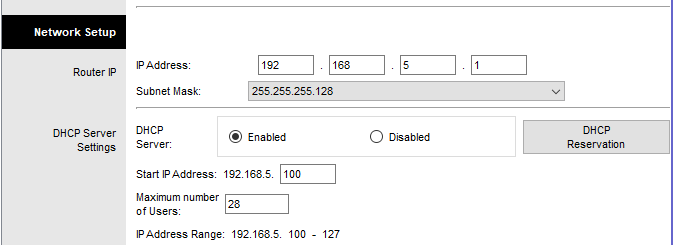 Network Setup
Router IP
IP Address: 192 . 168 . 5 . 1
Subnet Mask: 255.255.255.128
DHCP Server
Settings
DHCP
Server:
Enabled Disabled
DHCP
Reservation
Start IP Address: 192.168.5. 100
Maximum number
of Users:
28
IP Address Range: 192.168.5. 100 - 127